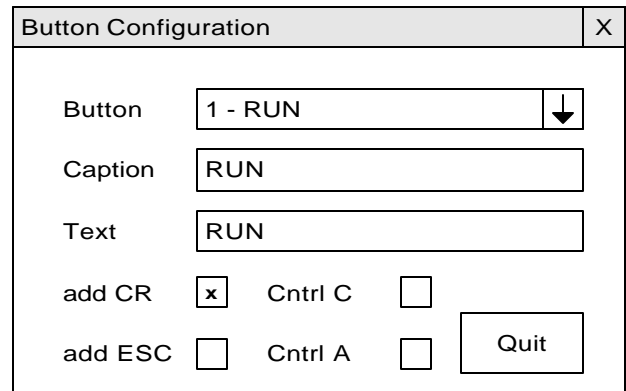 Button Configuration X
Button 1 - RUN
Caption RUN
Text RUN
add CR x Cntrl C
add ESC Cntrl A Quit